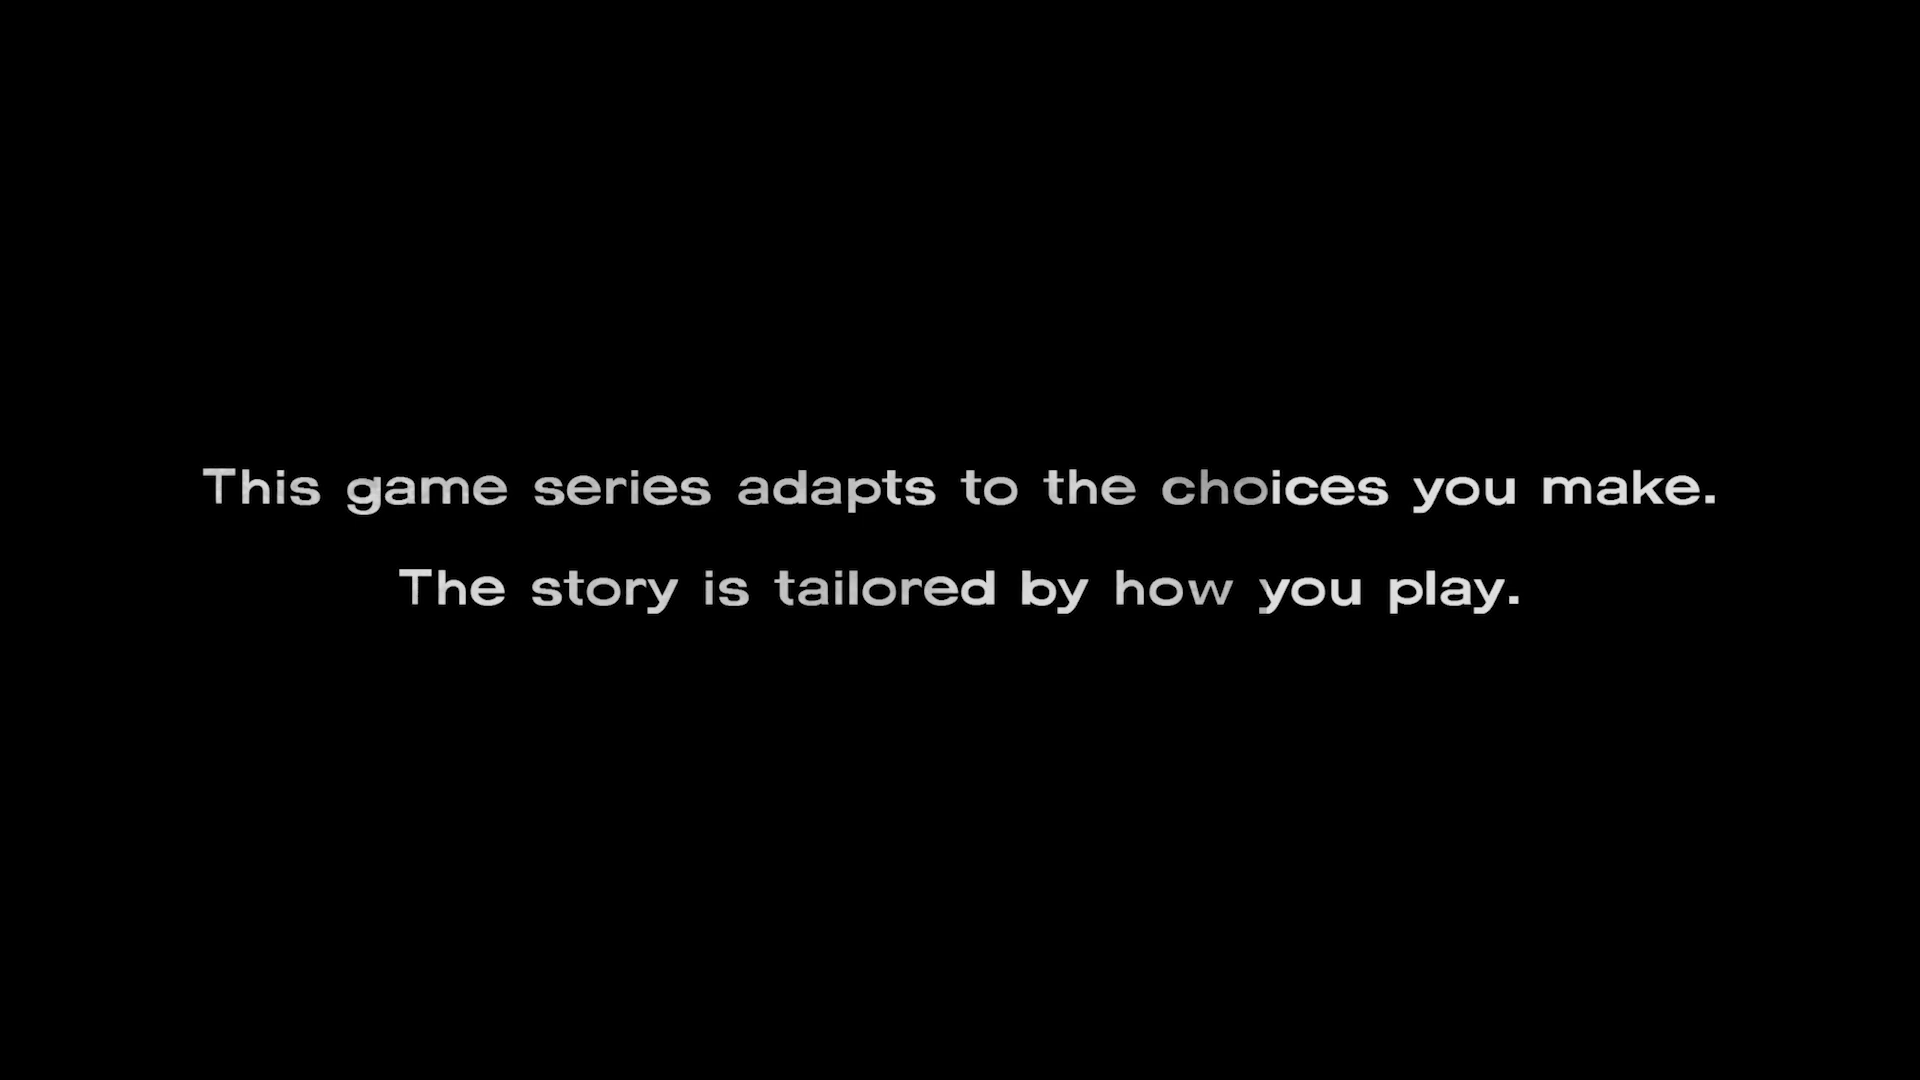 This game series adapts to the choices you make.
The story is tailored by how you play.